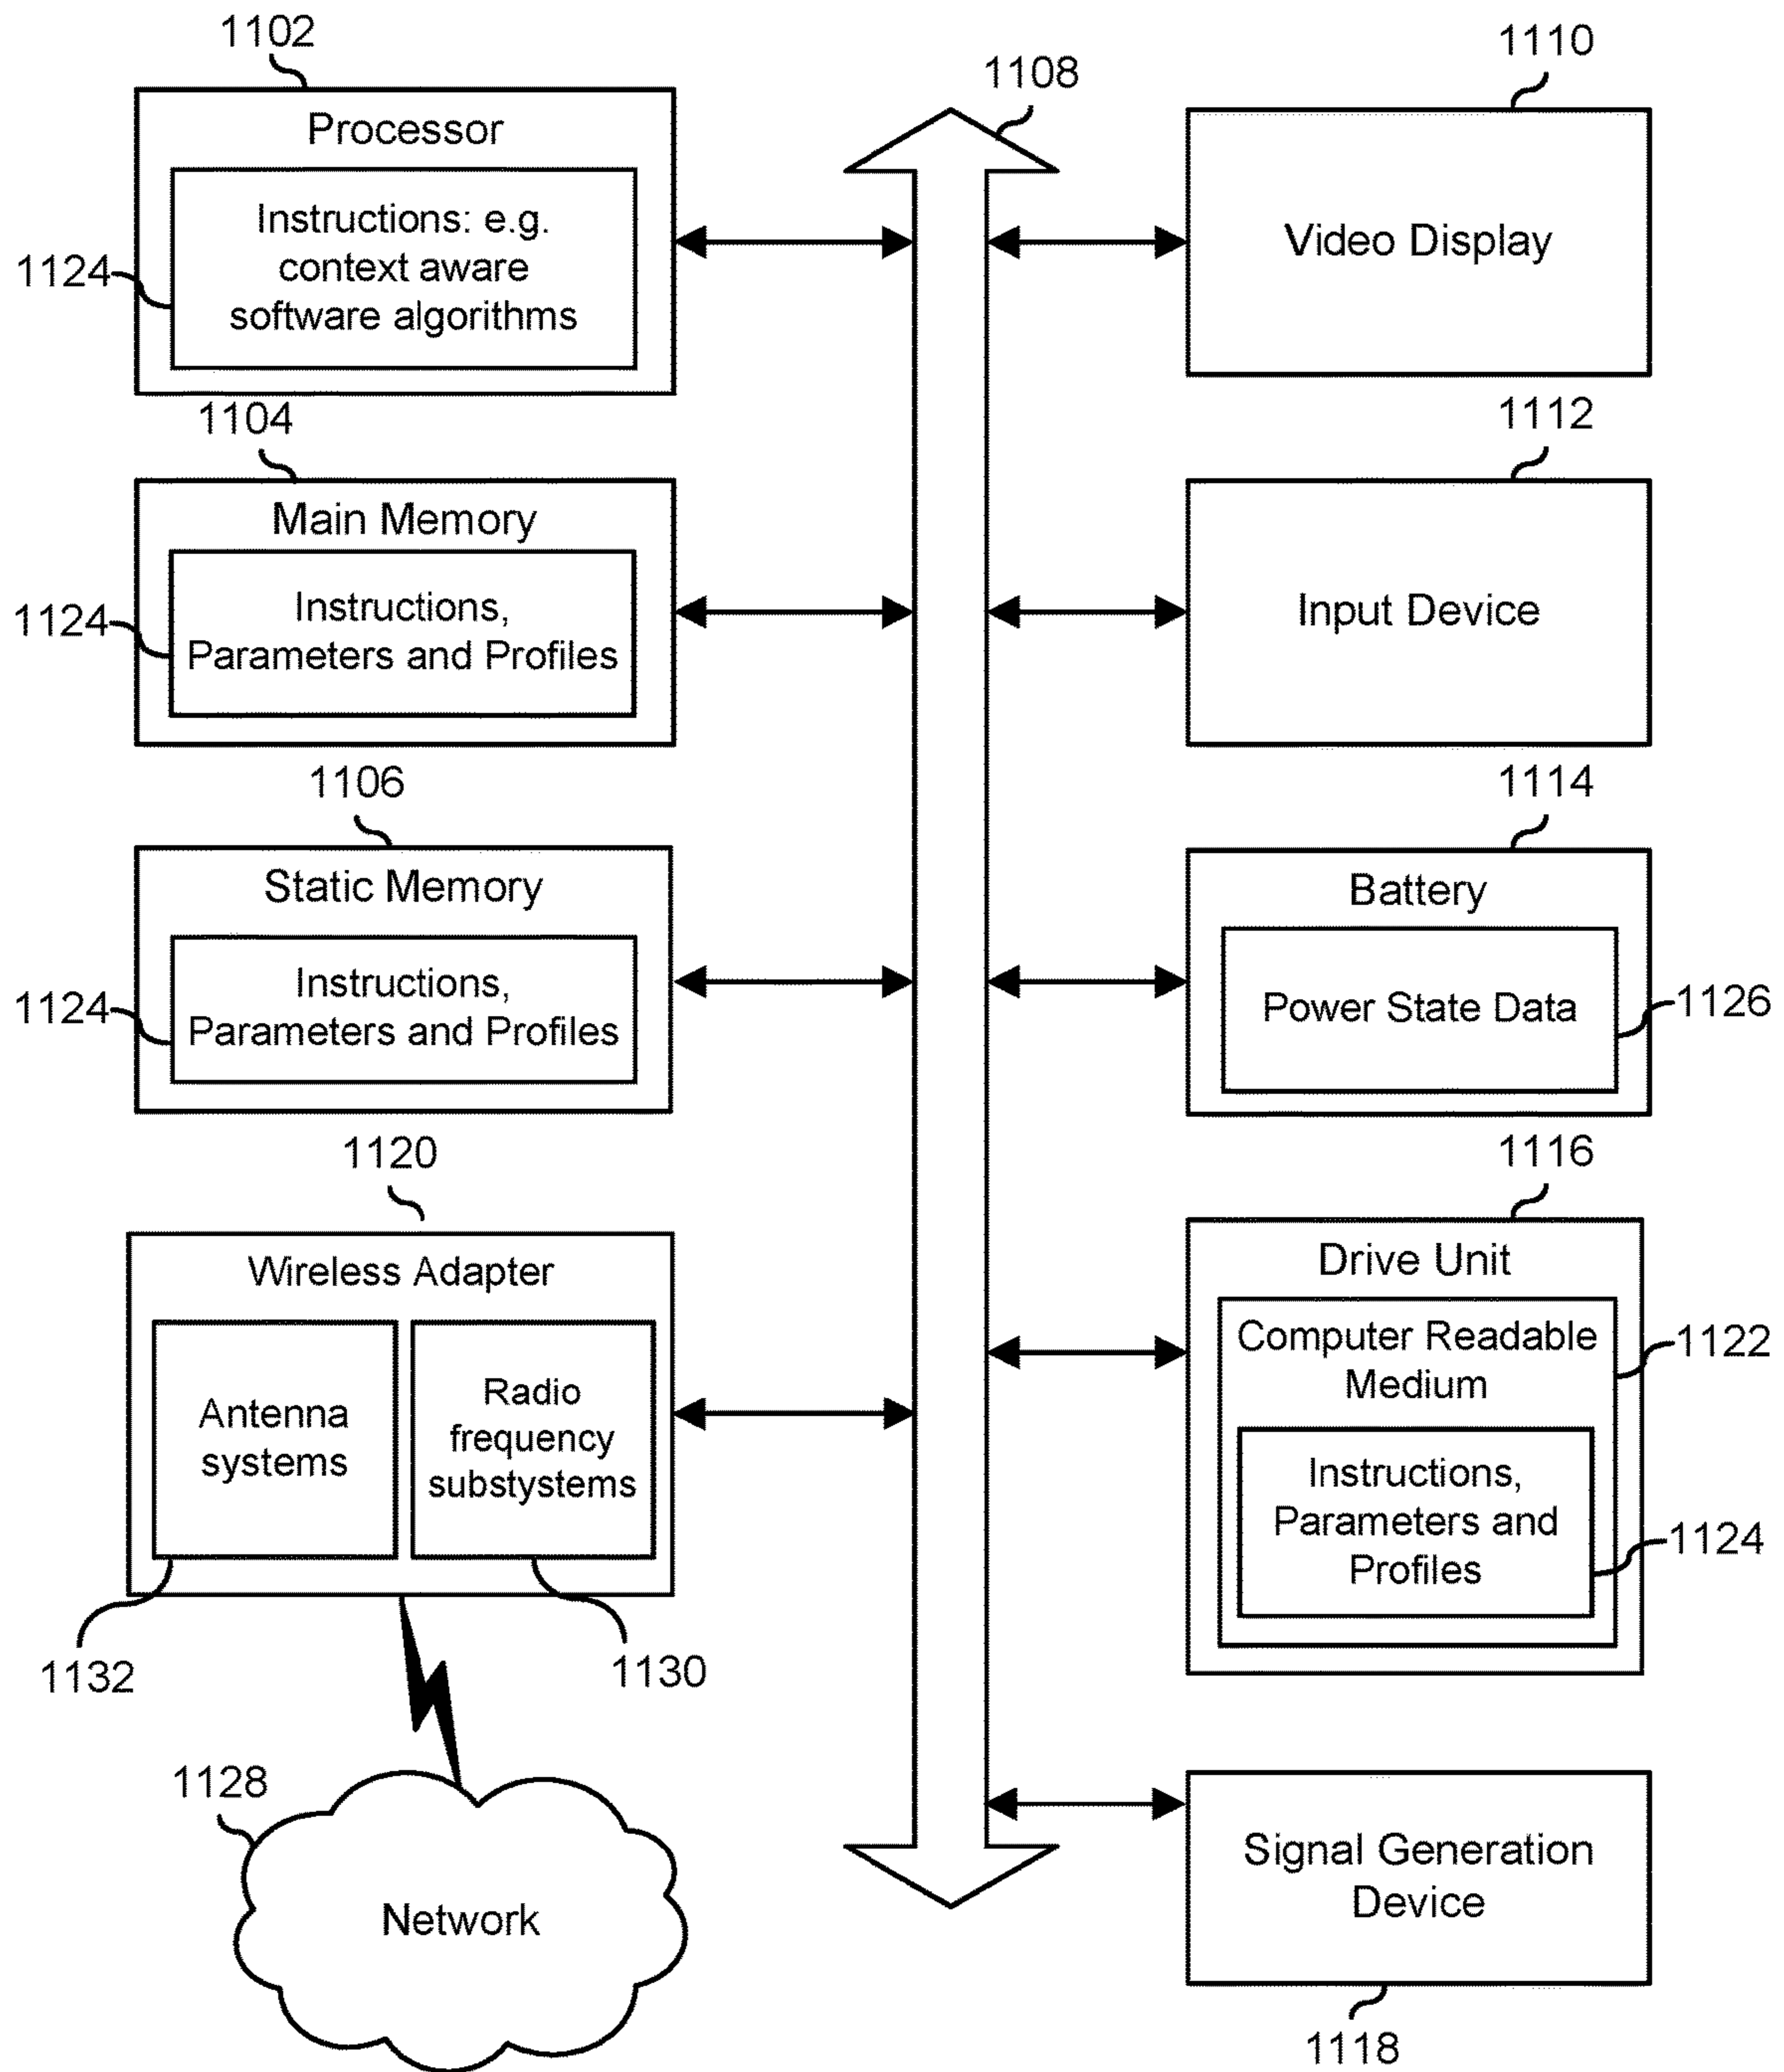 1102
Processor
Instructions: e.g.
context aware
software algorithms
1124
1104
Main Memory
Instructions,
Parameters and Profiles
1124
1106
Static Memory
Instructions,
Parameters and Profiles
1124
1120
Wireless Adapter
Antenna
systems
Radio
frequency
substystems
1132
1130
1128
Network
1108
1110
Video Display
1112
Input Device
1114
Battery
Power State Data
1126
1116
Drive Unit
Computer Readable
Medium
1122
Instructions,
Parameters and
Profiles
1124
Signal Generation
Device
1118